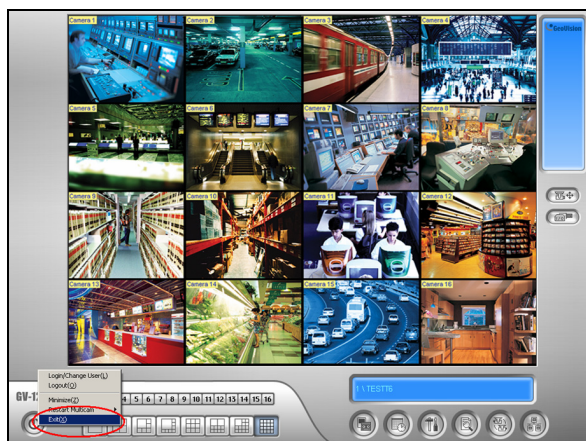 Camera 1
Camera 2
Camera 3
Camera 4
GeoVision
Camera 5
Camera 6
Camera 7
Camera 8
Camera 9
Camera 10
Camera 11
Camera 12
Camera 13
Camera 14
Camera 15
Camera 16
Login/Change User(L)
Logout(O)
Minimize(Z)
Restart Multicam
Exit(X)
GV-12
4 5 6 7 8 9 10 11 12 13 14 15 16
1 \ TEST76